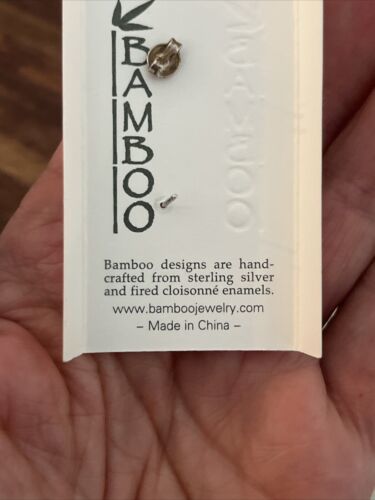 BAMBOO
BAMBOO
Bamboo designs are hand-
crafted from sterling silver
and fired cloisonné enamels.
www.bamboojewelry.com
– Made in China –